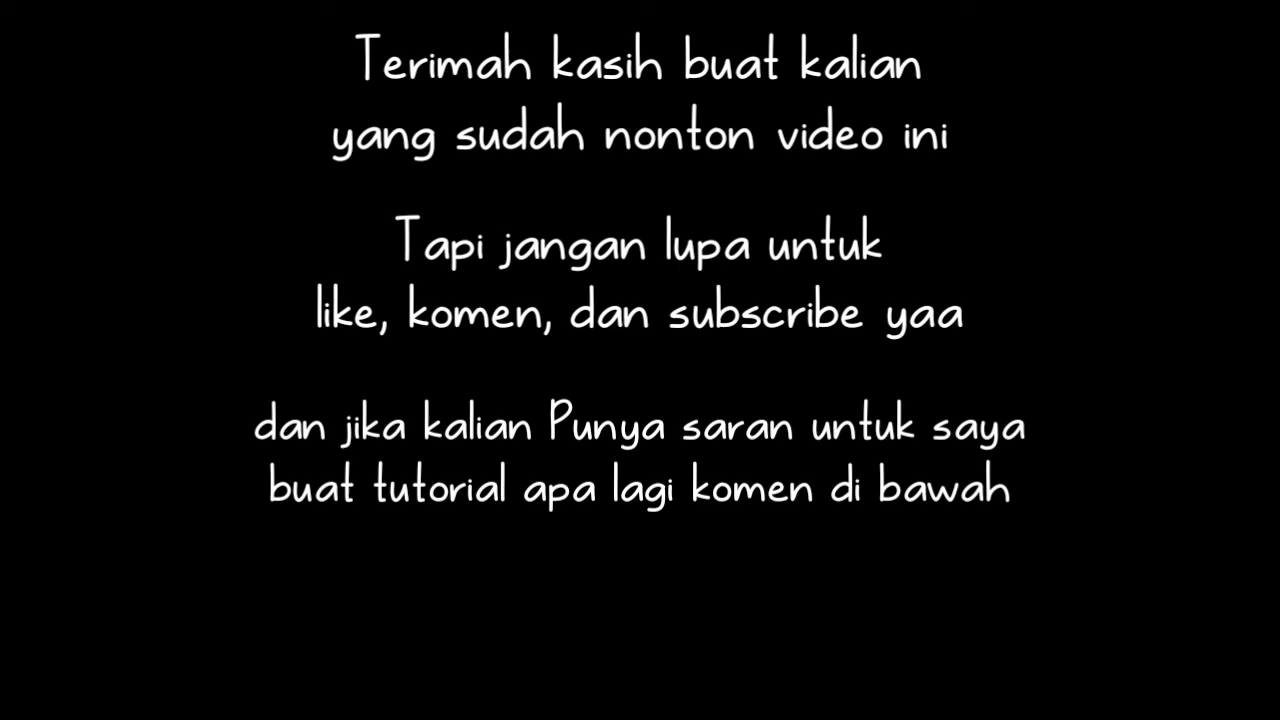 Terimah kasih buat kalian
yang sudah nonton video ini
Tapi jangan lupa untuk
like, komen, dan subscribe yaa
dan jika kalian Punya saran untuk saya
buat tutorial apa lagi komen di bawah